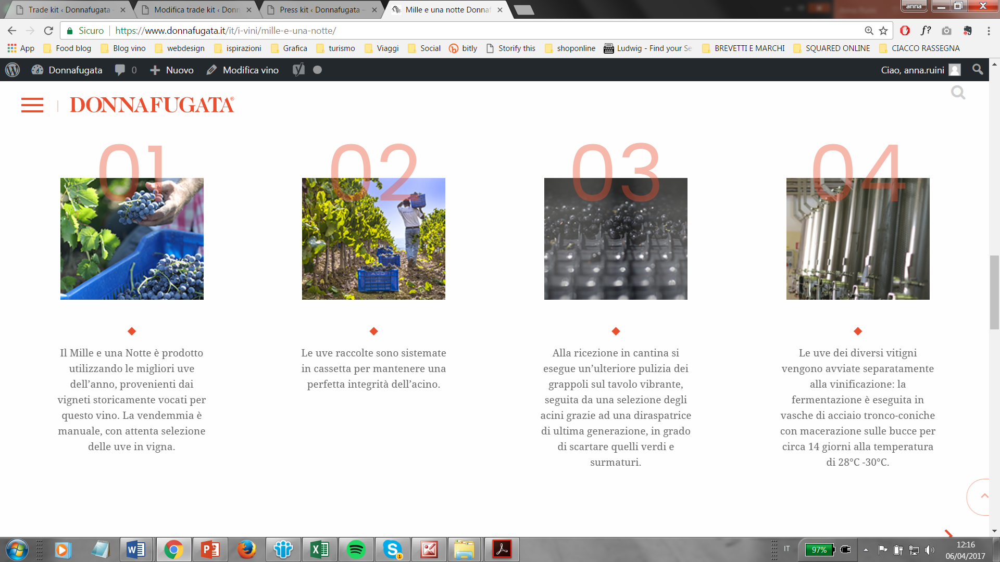 Trade kit ‹ Donnafugata
Modifica trade kit ‹ Donn
Press kit ‹ Donnafugata
Mille e una notte Donnaf
anna
Sicuro
https://www.donnafugata.it/it/i-vini/mille-e-una-notte/
f?
App
Food blog
Blog vino
webdesign
ispirazioni
Grafica
turismo
Viaggi
Social
bitly
Storify this
shoponline
Ludwig - Find your Se
BREVETTI E MARCHI
SQUARED ONLINE
CIACCO RASSEGNA
Donnafugata
0
Nuovo
Modifica vino
Ciao, anna.ruini
DONNAFUGATA®
01
Il Mille e una Notte è prodotto
utilizzando le migliori uve
dell’anno, provenienti dai
vigneti storicamente vocati per
questo vino. La vendemmia è
manuale, con attenta selezione
delle uve in vigna.
02
Le uve raccolte sono sistemate
in cassetta per mantenere una
perfetta integrità dell’acino.
03
Alla ricezione in cantina si
esegue un’ulteriore pulizia dei
grappoli sul tavolo vibrante,
seguita da una selezione degli
acini grazie ad una diraspatrice
di ultima generazione, in grado
di scartare quelli verdi e
surmaturi.
04
Le uve dei diversi vitigni
vengono avviate separatamente
alla vinificazione: la
fermentazione è eseguita in
vasche di acciaio tronco-coniche
con macerazione sulle bucce per
circa 14 giorni alla temperatura
di 28°C -30°C.
IT
97%
12:16
06/04/2017